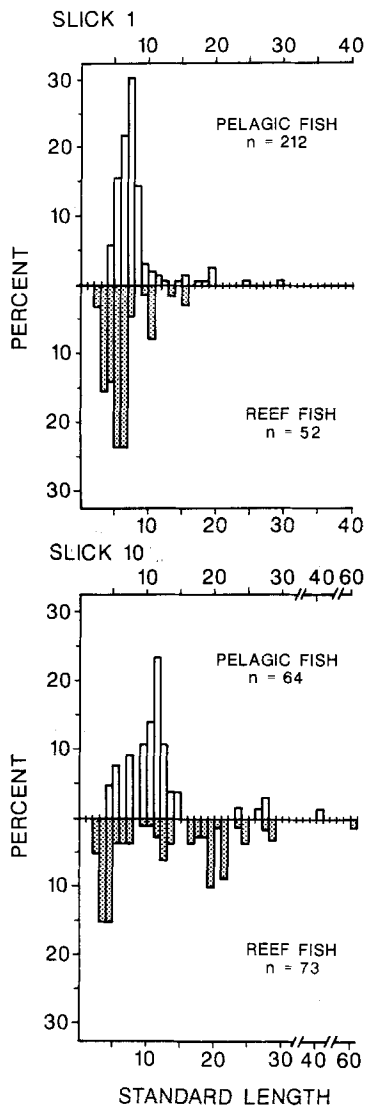 SLICK 1
10 20 30 40
30
PELAGIC FISH
n = 212
20
10
PERCENT
10
REEF FISH
n = 52
20
30
10 20 30 40
SLICK 10
10 20 30 40 60
30
PELAGIC FISH
n = 64
20
10
PERCENT
10
20
REEF FISH
n = 73
30
10 20 30 40 60
STANDARD LENGTH